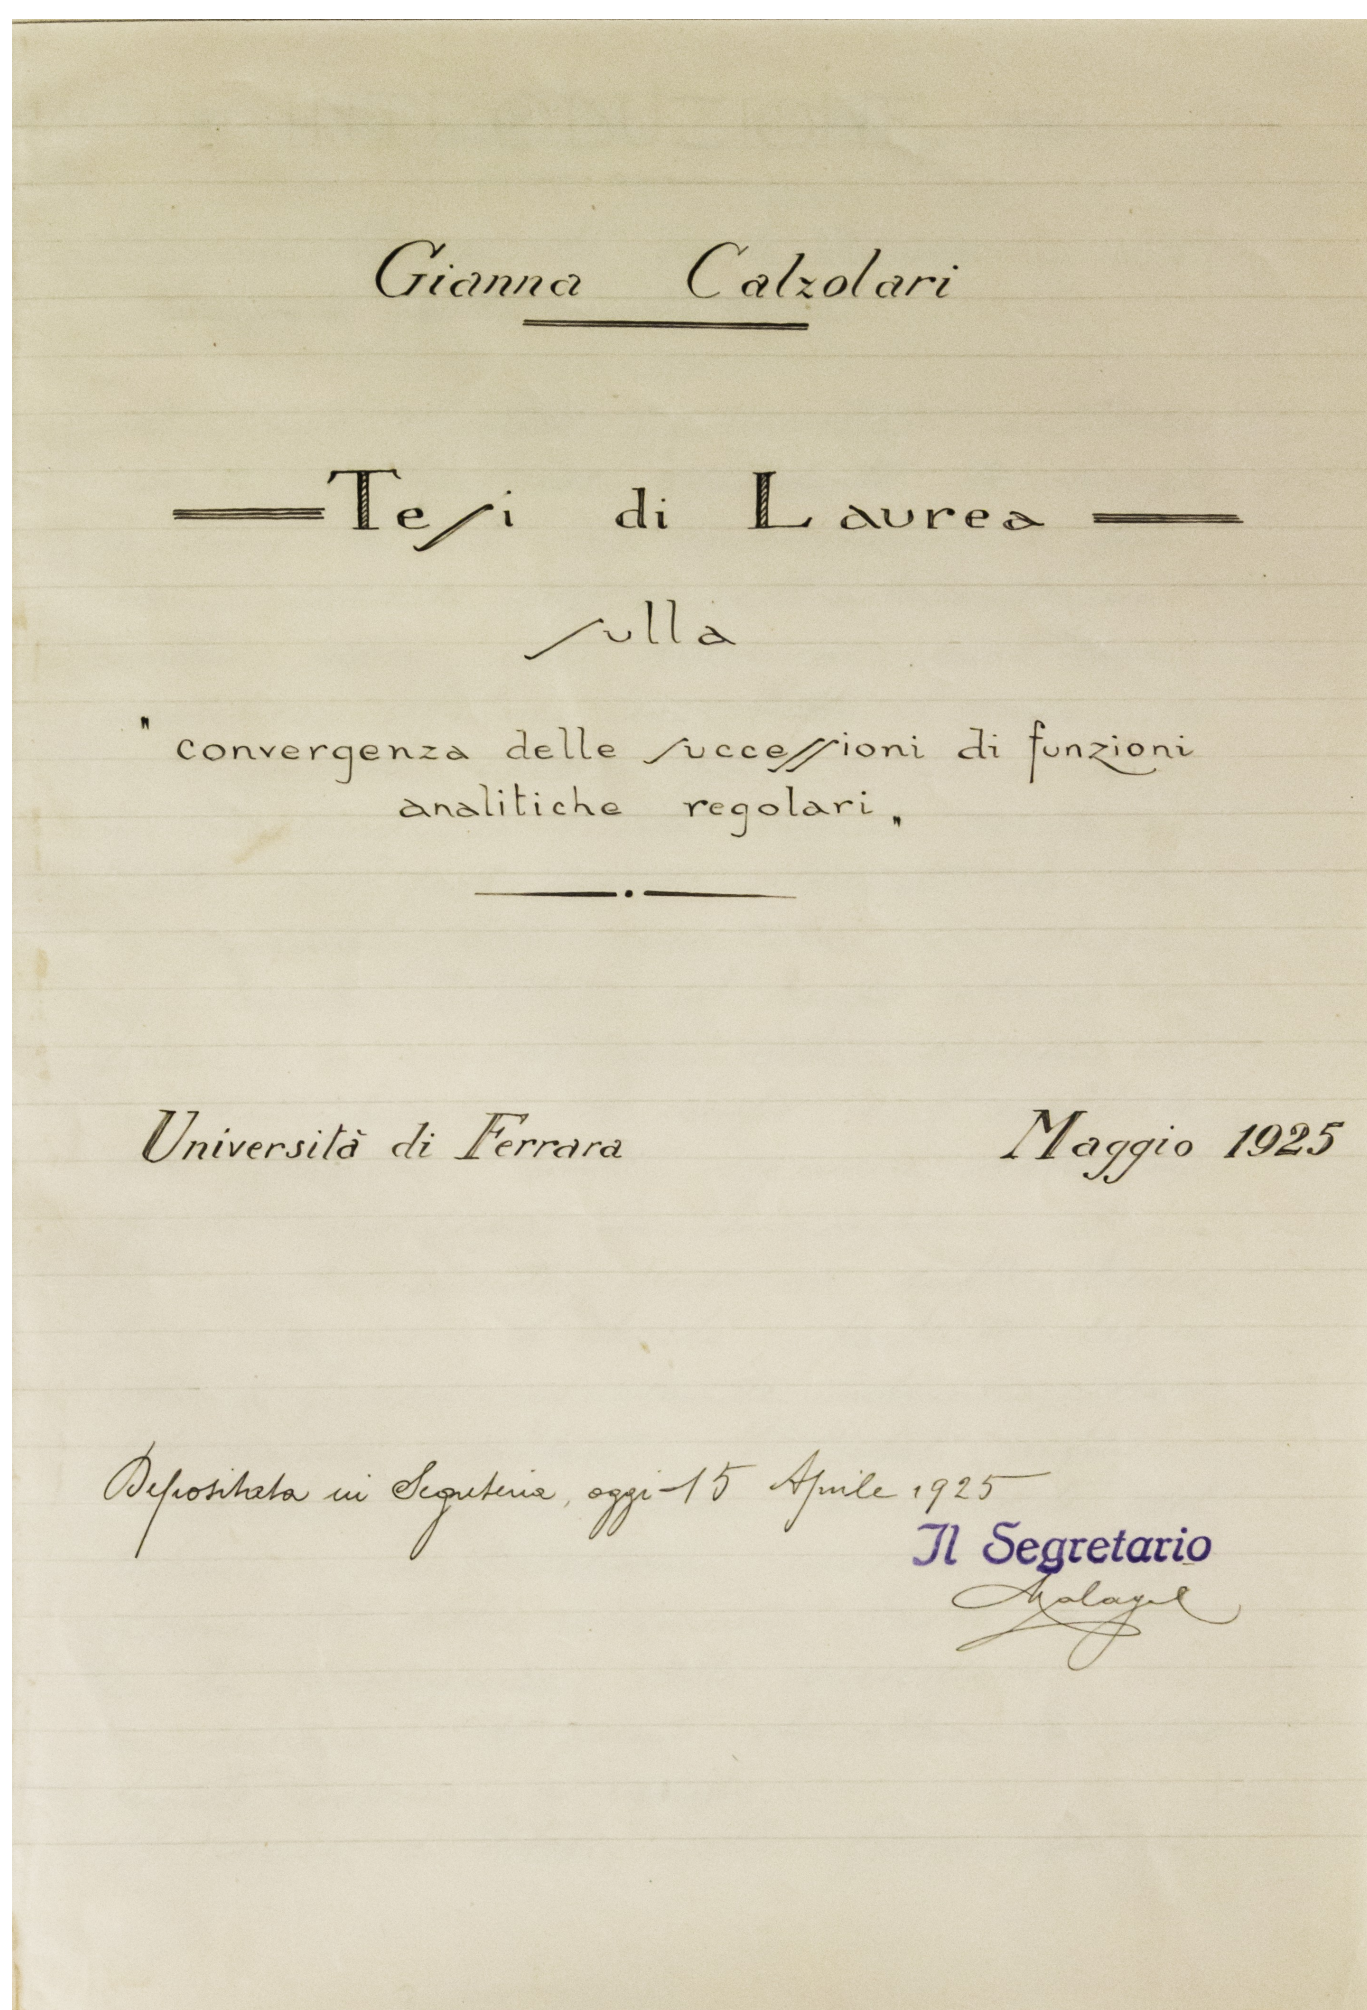 Gianna Calzolari
Tesi di Laurea
sulla
" convergenza delle successioni di funzioni
analitiche regolari "
Università di Ferrara Maggio 1925
Depositata in Segreteria, oggi 15 Aprile 1925
Il Segretario